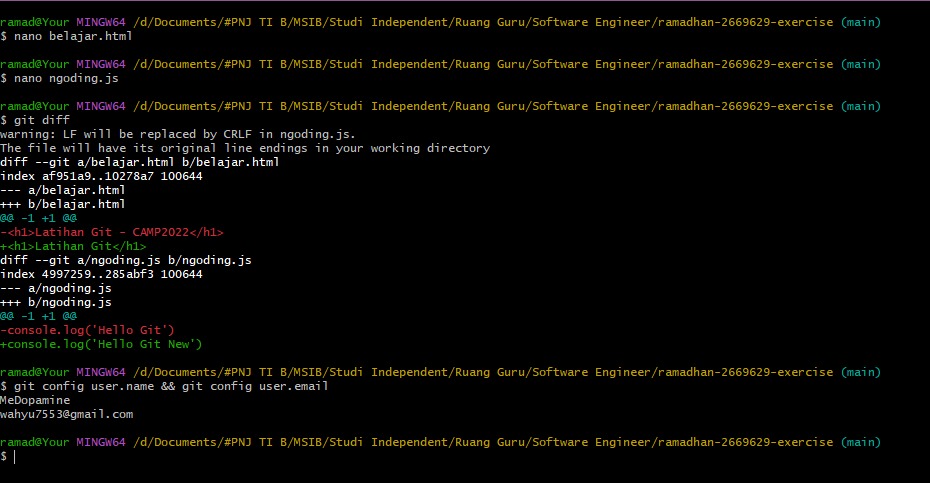 ramad@Your MINGW64 /d/Documents/#PNJ TI B/MSIB/Studi Independent/Ruang Guru/Software Engineer/ramadhan-2669629-exercise (main)
$ nano belajar.html
ramad@Your MINGW64 /d/Documents/#PNJ TI B/MSIB/Studi Independent/Ruang Guru/Software Engineer/ramadhan-2669629-exercise (main)
$ nano ngoding.js
ramad@Your MINGW64 /d/Documents/#PNJ TI B/MSIB/Studi Independent/Ruang Guru/Software Engineer/ramadhan-2669629-exercise (main)
$ git diff
warning: LF will be replaced by CRLF in ngoding.js.
The file will have its original line endings in your working directory
diff --git a/belajar.html b/belajar.html
index af951a9..10278a7 100644
--- a/belajar.html
+++ b/belajar.html
@@ -1 +1 @@
-<h1>Latihan Git - CAMP2022</h1>
+<h1>Latihan Git</h1>
diff --git a/ngoding.js b/ngoding.js
index 4997259..285abf3 100644
--- a/ngoding.js
+++ b/ngoding.js
@@ -1 +1 @@
-console.log('Hello Git')
+console.log('Hello Git New')
ramad@Your MINGW64 /d/Documents/#PNJ TI B/MSIB/Studi Independent/Ruang Guru/Software Engineer/ramadhan-2669629-exercise (main)
$ git config user.name && git config user.email
MeDopamine
wahyu7553@gmail.com
ramad@Your MINGW64 /d/Documents/#PNJ TI B/MSIB/Studi Independent/Ruang Guru/Software Engineer/ramadhan-2669629-exercise (main)
$